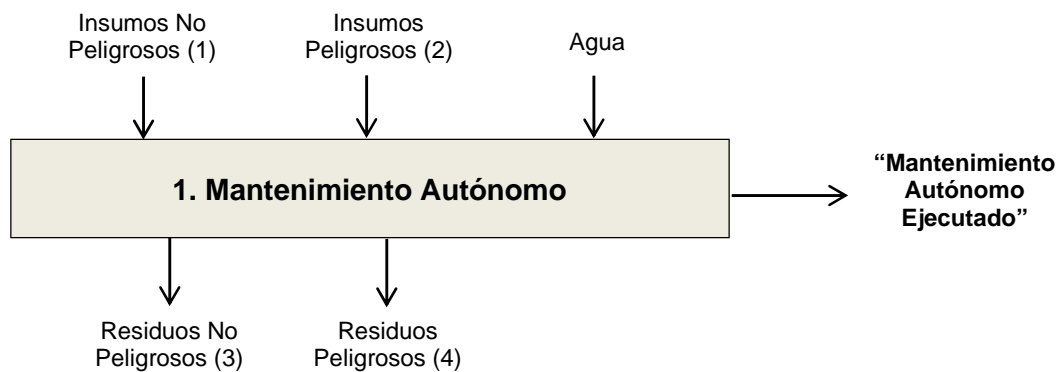 Insumos No
Peligrosos (1)
Insumos
Peligrosos (2)
Agua
1. Mantenimiento Autónomo
“Mantenimiento
Autónomo
Ejecutado”
Residuos No
Peligrosos (3)
Residuos
Peligrosos (4)